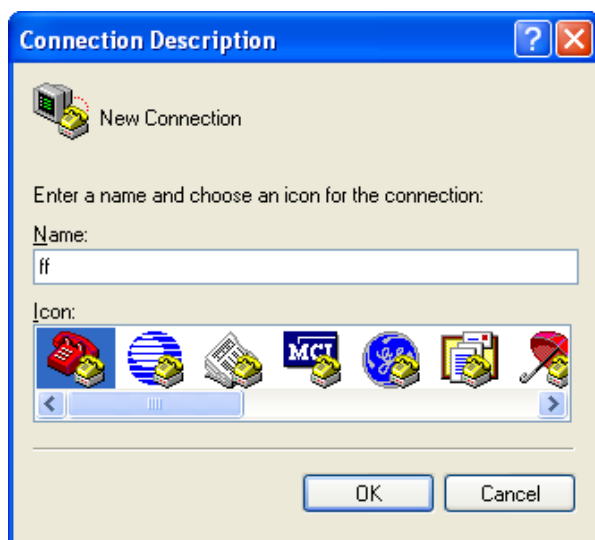 Connection Description
New Connection
Enter a name and choose an icon for the connection:
Name:
ff
Icon:
MCI
OK Cancel